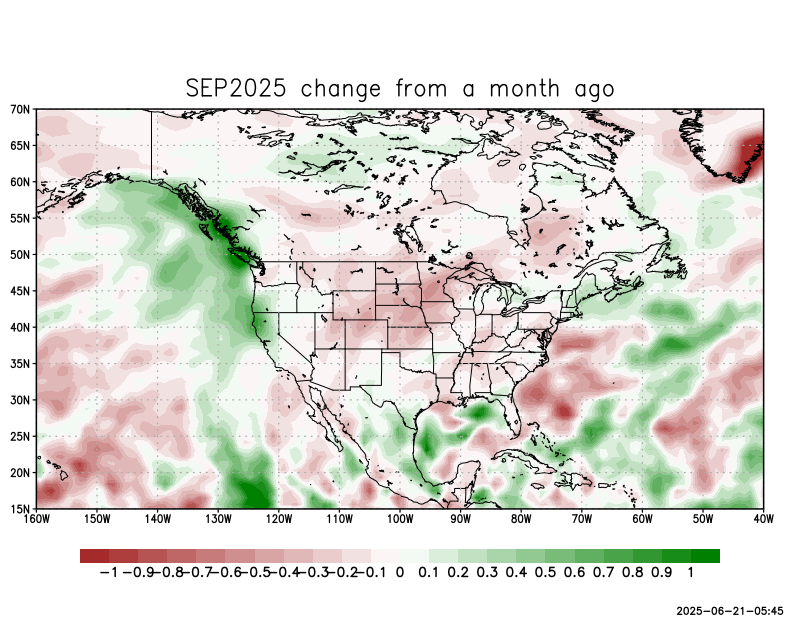 SEP2025 change from a month ago
70N
65N
60N
55N
50N
45N
40N
35N
30N
25N
20N
15N
160W 150W 140W 130W 120W 110W 100W 90W 80W 70W 60W 50W 40W
−1 −0.9 −0.8 −0.7 −0.6 −0.5 −0.4 −0.3 −0.2 −0.1 0 0.1 0.2 0.3 0.4 0.5 0.6 0.7 0.8 0.9 1
2025-06-21-05:45